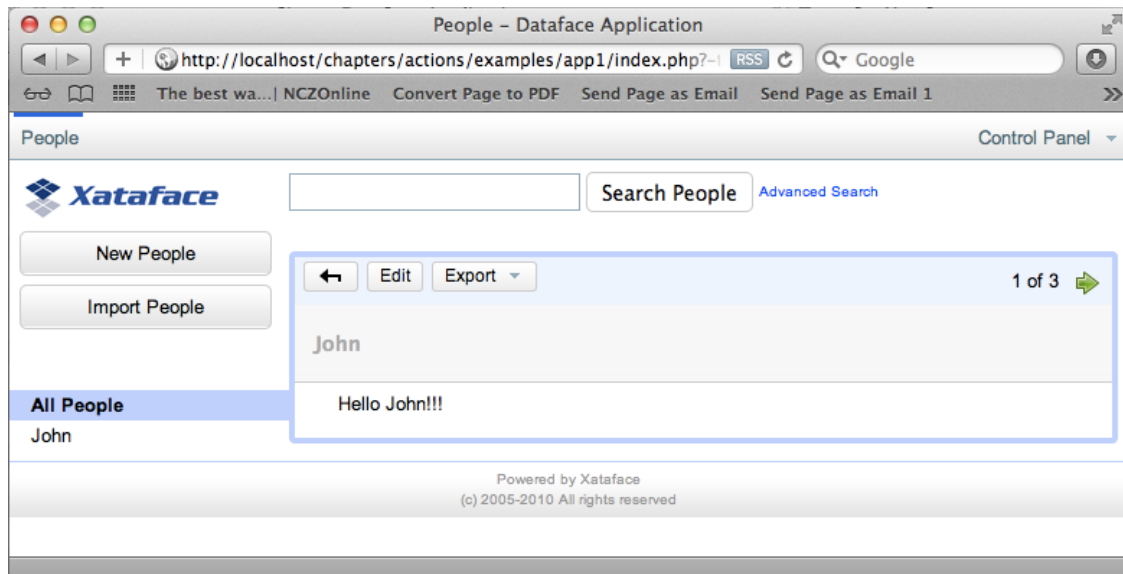 People – Dataface Application
+ http://localhost/chapters/actions/examples/app1/index.php?– RSS Google
The best wa...| NCZOnline Convert Page to PDF Send Page as Email Send Page as Email 1 >>
People Control Panel
Xataface Search People Advanced Search
New People
Edit Export 1 of 3
Import People
John
All People Hello John!!!
John
Powered by Xataface
(c) 2005-2010 All rights reserved